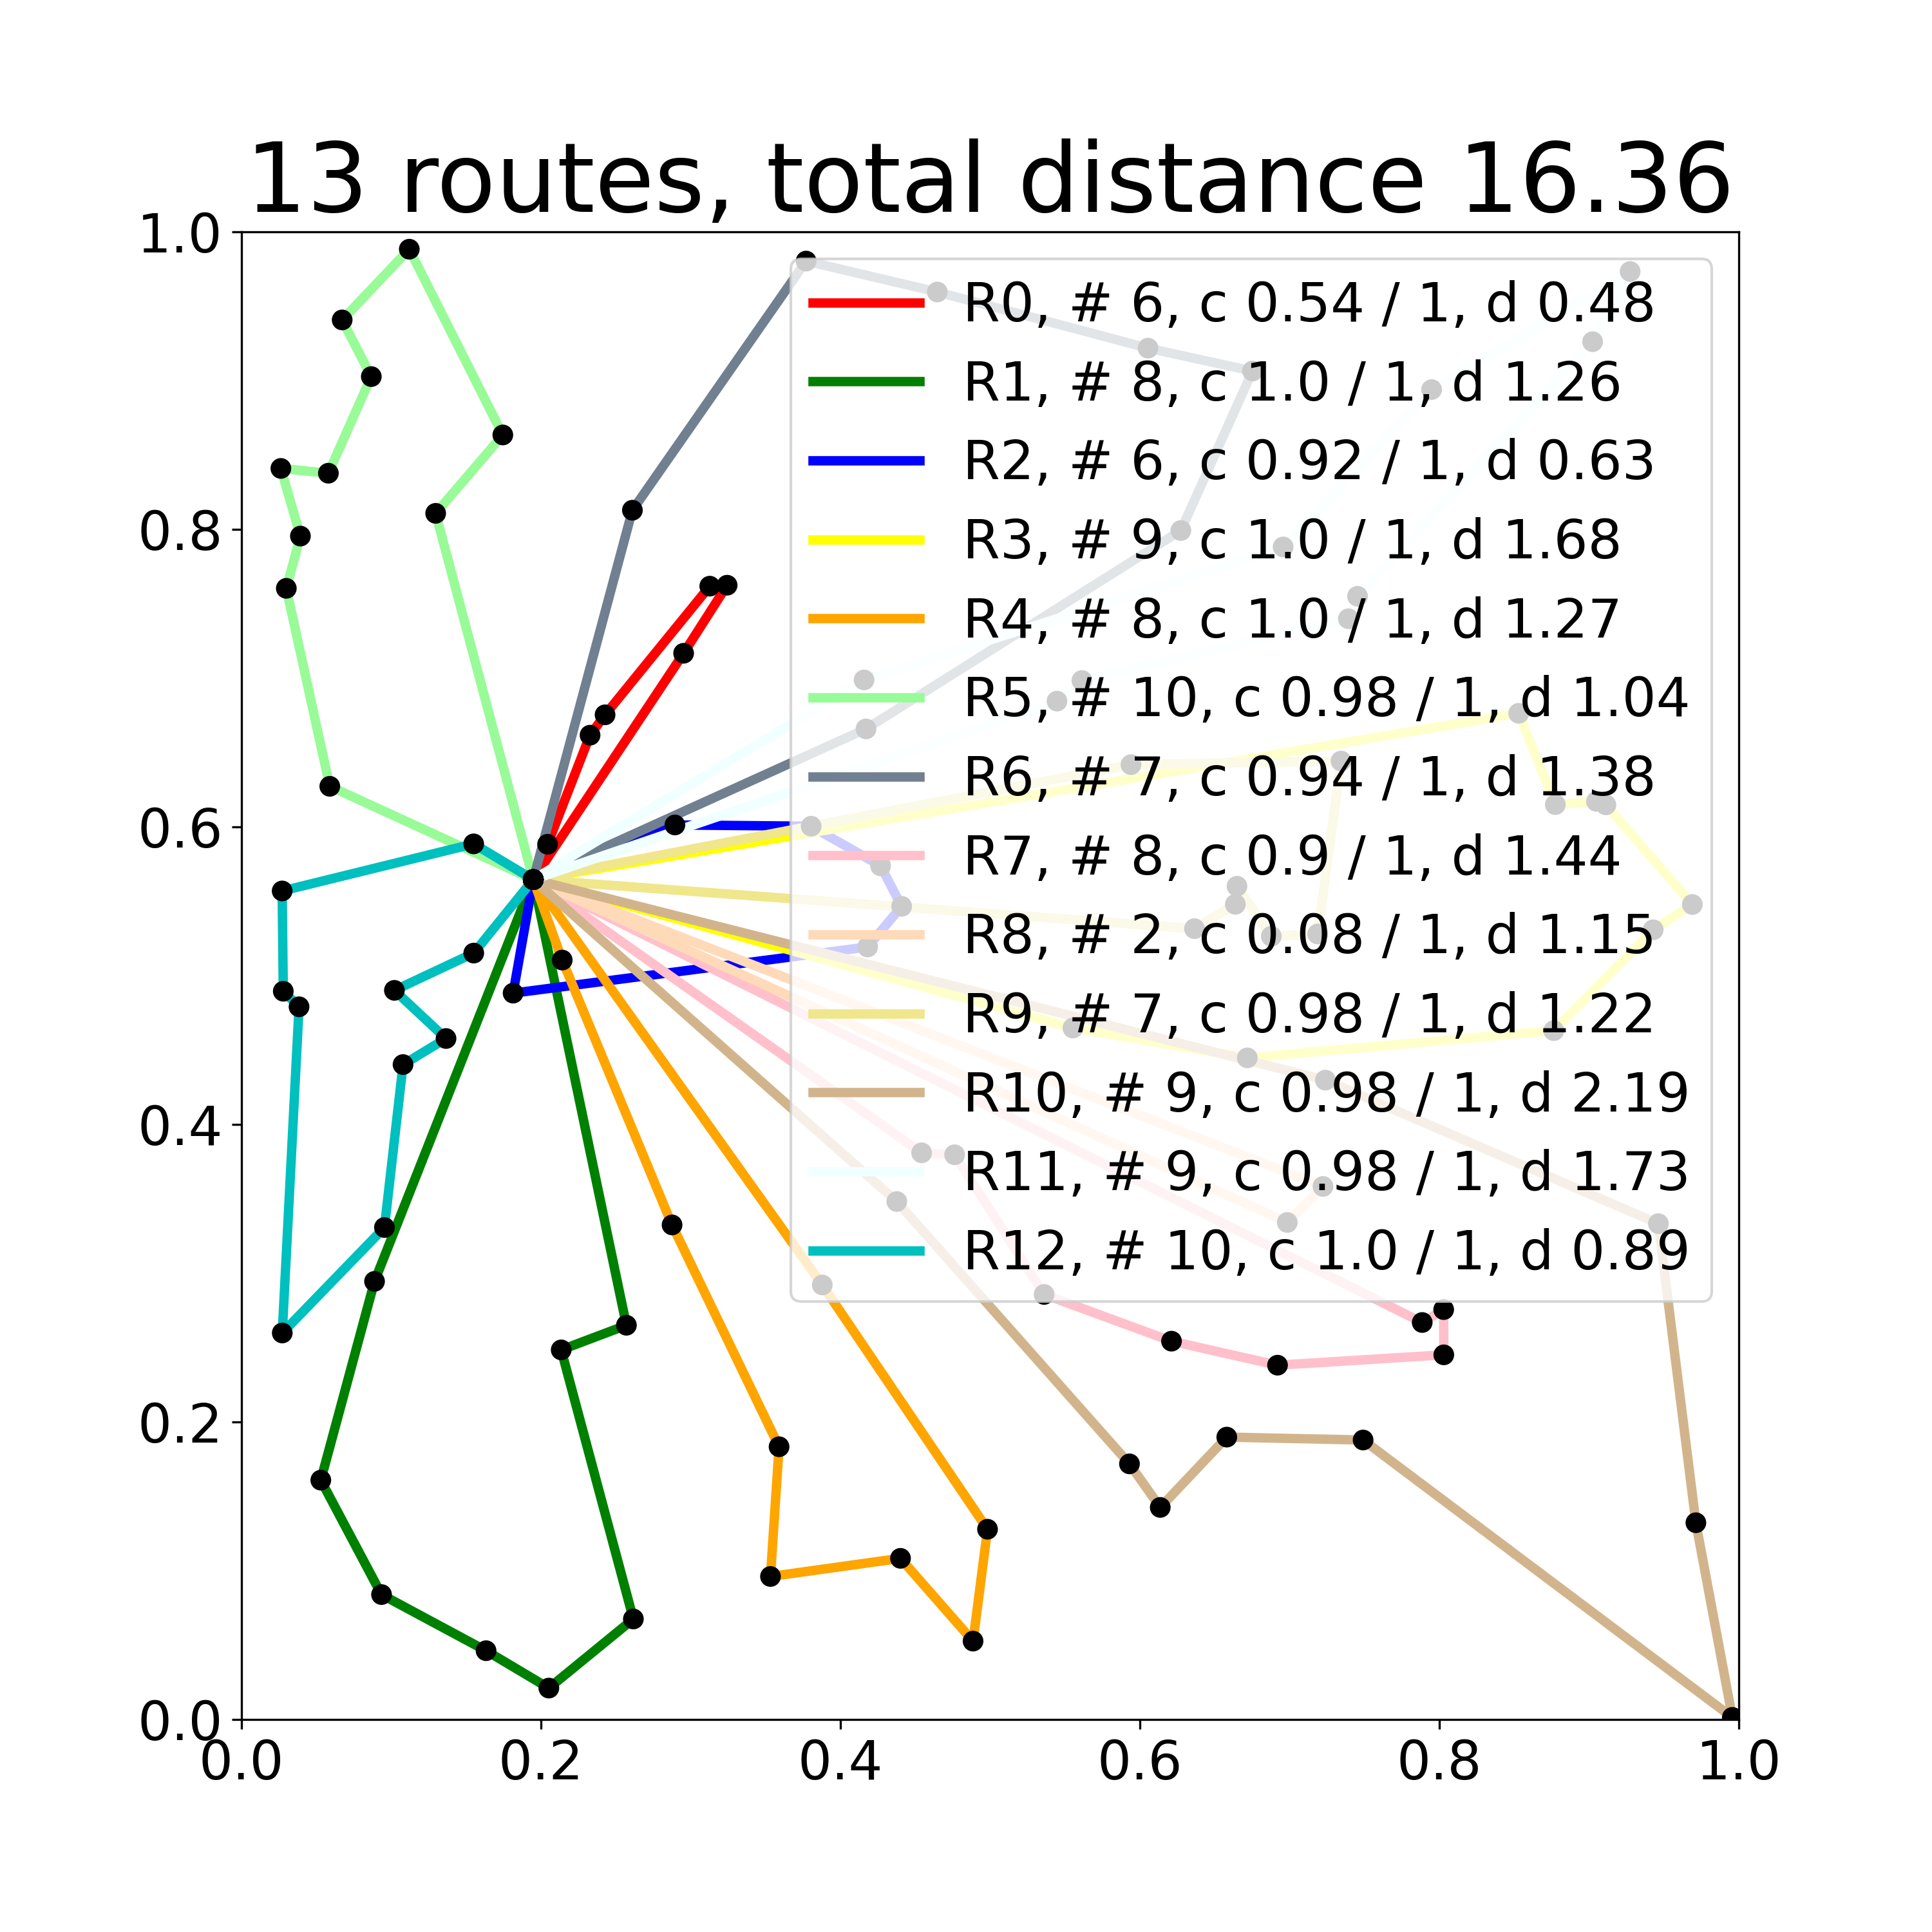 13 routes, total distance 16.36
1.0
0.8
0.6
0.4
0.2
0.0
R0, # 6, c 0.54 / 1, d 0.48
R1, # 8, c 1.0 / 1, d 1.26
R2, # 6, c 0.92 / 1, d 0.63
R3, # 9, c 1.0 / 1, d 1.68
R4, # 8, c 1.0 / 1, d 1.27
R5, # 10, c 0.98 / 1, d 1.04
R6, # 7, c 0.94 / 1, d 1.38
R7, # 8, c 0.9 / 1, d 1.44
R8, # 2, c 0.08 / 1, d 1.15
R9, # 7, c 0.98 / 1, d 1.22
R10, # 9, c 0.98 / 1, d 2.19
R11, # 9, c 0.98 / 1, d 1.73
R12, # 10, c 1.0 / 1, d 0.89
0.0 0.2 0.4 0.6 0.8 1.0